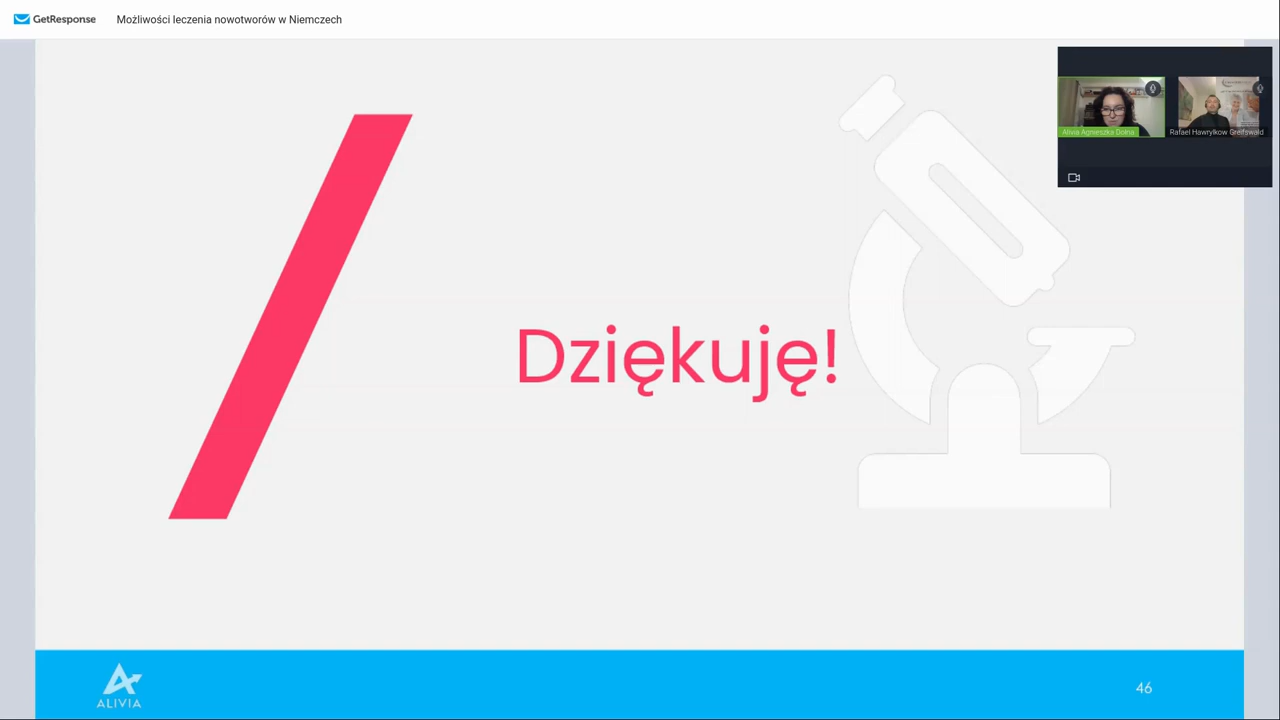 GetResponse
Możliwości leczenia nowotworów w Niemczech
Alivia Agnieszka Dolna
Rafael Hawrylkow Greifswald
Dziękuję!
ALIVIA
46